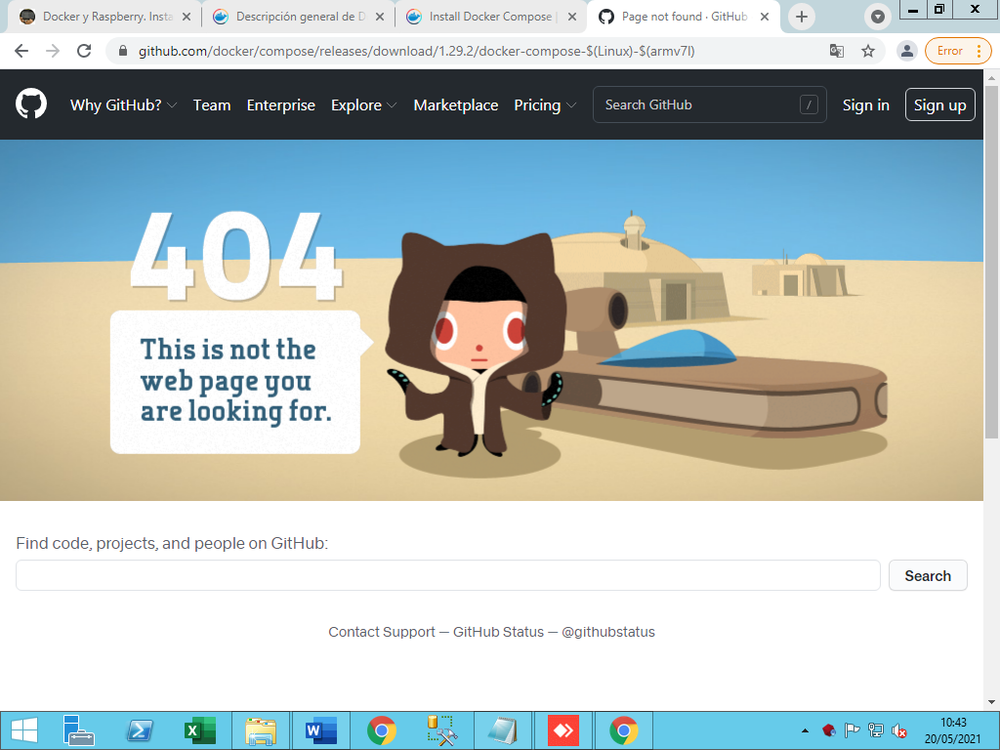 Docker y Raspberry. Insta
Descripción general de D
Install Docker Compose |
Page not found · GitHub
github.com/docker/compose/releases/download/1.29.2/docker-compose-$(Linux)-$(armv7l)
Error
Why GitHub?
Team
Enterprise
Explore
Marketplace
Pricing
Search GitHub
/
Sign in
Sign up
404
This is not the
web page you
are looking for.
Find code, projects, and people on GitHub:
Search
Contact Support — GitHub Status — @githubstatus
10:43
20/05/2021